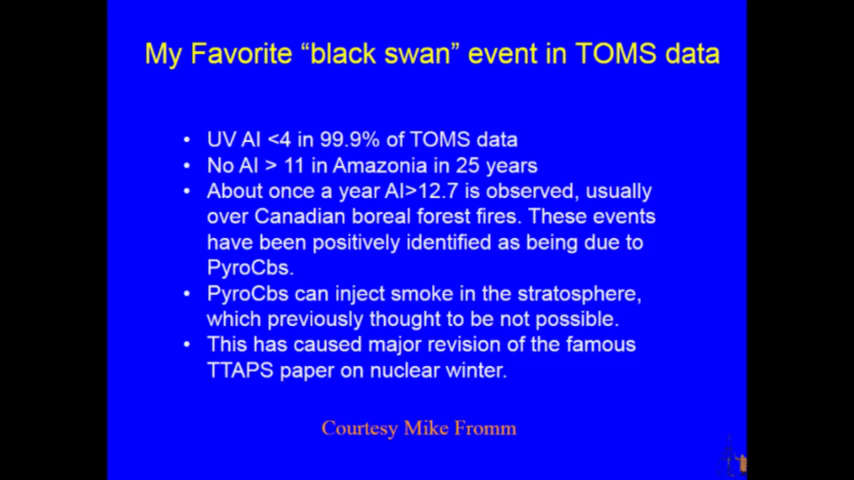 My Favorite “black swan” event in TOMS data
• UV AI <4 in 99.9% of TOMS data
• No AI > 11 in Amazonia in 25 years
• About once a year AI>12.7 is observed, usually
over Canadian boreal forest fires. These events
have been positively identified as being due to
PyroCbs.
• PyroCbs can inject smoke in the stratosphere,
which previously thought to be not possible.
• This has caused major revision of the famous
TTAPS paper on nuclear winter.
Courtesy Mike Fromm